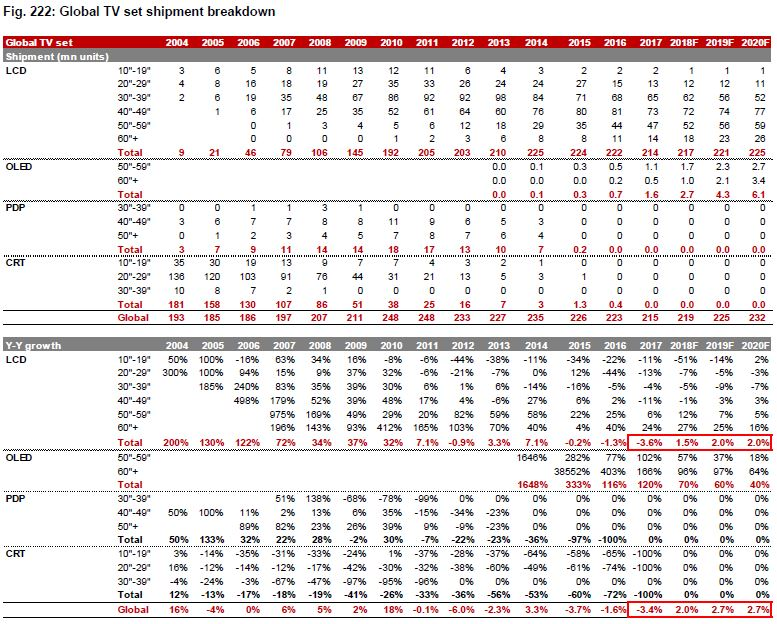 Fig. 222: Global TV set shipment breakdown
Global TV set 2004 2005 2006 2007 2008 2009 2010 2011 2012 2013 2014 2015 2016 2017 2018F 2019F 2020F
Shipment (mn units)
LCD 10"-19" 3 6 5 8 11 13 12 11 6 4 3 2 2 2 1 1 1
20"-29" 4 8 16 18 19 27 35 33 26 24 24 27 15 13 12 12 11
30"-39" 2 6 19 35 48 67 86 92 92 98 84 71 68 65 62 56 52
40"-49" 1 6 17 25 35 52 61 64 60 76 80 81 73 72 74 77
50"-59" 0 1 3 4 5 6 12 18 29 35 44 47 52 56 59
60"+ 0 0 0 0 1 2 3 6 8 8 11 14 18 23 26
Total 9 21 46 79 106 145 192 205 203 210 225 224 222 214 217 221 225
OLED 50"-59" 0.0 0.1 0.3 0.5 1.1 1.7 2.3 2.7
60"+ 0.0 0.0 0.0 0.2 0.5 1.0 2.1 3.4
Total 0.0 0.1 0.3 0.7 1.6 2.7 4.3 6.1
PDP 30"-39" 0 0 1 1 3 1 0 0 0 0 0 0 0 0 0 0 0
40"-49" 3 6 7 7 8 8 11 9 6 5 3 0 0 0 0 0 0
50"+ 0 1 2 3 4 5 7 8 7 6 4 0 0 0 0 0 0
Total 3 7 9 11 14 14 18 17 13 10 7 0.2 0.0 0.0 0.0 0.0 0.0
CRT 10"-19" 35 30 19 13 9 7 7 4 3 2 1 0 0 0 0 0 0
20"-29" 136 120 103 91 76 44 31 21 13 5 3 1 0 0 0 0 0
30"-39" 10 8 7 2 1 0 0 0 0 0 0 0 0 0 0 0 0
Total 181 158 130 107 86 51 38 25 16 7 3 1.3 0.4 0.0 0.0 0.0 0.0
Global 193 185 186 197 207 211 248 248 233 227 235 226 223 215 219 225 232
Y-Y growth 2004 2005 2006 2007 2008 2009 2010 2011 2012 2013 2014 2015 2016 2017 2018F 2019F 2020F
LCD 10"-19" 50% 100% -16% 63% 34% 16% -8% -6% -44% -38% -11% -34% -22% -11% -51% -14% 2%
20"-29" 300% 100% 94% 15% 9% 37% 32% -6% -21% -7% 0% 12% -44% -13% -7% -5% -3%
30"-39" 185% 240% 83% 35% 39% 30% 6% 1% 6% -14% -16% -5% -4% -5% -9% -7%
40"-49" 498% 179% 52% 39% 48% 17% 4% -6% 27% 6% 2% -11% -1% 3% 3%
50"-59" 975% 169% 49% 29% 20% 82% 59% 58% 22% 25% 6% 12% 7% 5%
60"+ 196% 143% 93% 412% 165% 103% 70% 40% 4% 40% 24% 27% 25% 16%
Total 200% 130% 122% 72% 34% 37% 32% 7.1% -0.9% 3.3% 7.1% -0.2% -1.3% -3.6% 1.5% 2.0% 2.0%
OLED 50"-59" 1646% 282% 77% 102% 57% 37% 18%
60"+ 38552% 403% 166% 96% 97% 64%
Total 1648% 333% 116% 120% 70% 60% 40%
PDP 30"-39" 51% 138% -68% -78% -99% 0% 0% 0% 0% 0% 0% 0% 0% 0%
40"-49" 50% 100% 11% 2% 13% 6% 35% -15% -34% -23% 0% 0% 0% 0% 0% 0%
50"+ 89% 82% 23% 26% 39% 9% -9% -23% 0% 0% 0% 0% 0% 0%
Total 50% 133% 32% 22% 28% -2% 30% -7% -22% -23% -36% -97% -100% 0% 0% 0% 0%
CRT 10"-19" 3% -14% -35% -31% -33% -24% 1% -37% -28% -37% -64% -58% -65% -100% 0% 0% 0%
20"-29" 16% -12% -14% -12% -17% -42% -30% -32% -38% -60% -49% -61% -74% -100% 0% 0% 0%
30"-39" -4% -24% -3% -67% -47% -97% -95% -96% 0% 0% 0% 0% 0% 0% 0% 0%
Total 12% -13% -17% -18% -19% -41% -26% -33% -36% -56% -53% -60% -72% -100% 0% 0% 0%
Global 16% -4% 0% 6% 5% 2% 18% -0.1% -6.0% -2.3% 3.3% -3.7% -1.6% -3.4% 2.0% 2.7% 2.7%